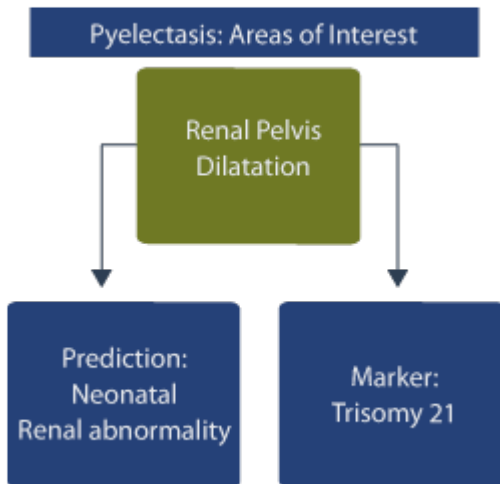 Pyelectasis: Areas of Interest
Renal Pelvis
Dilatation
Prediction:
Neonatal
Renal abnormality
Marker:
Trisomy 21